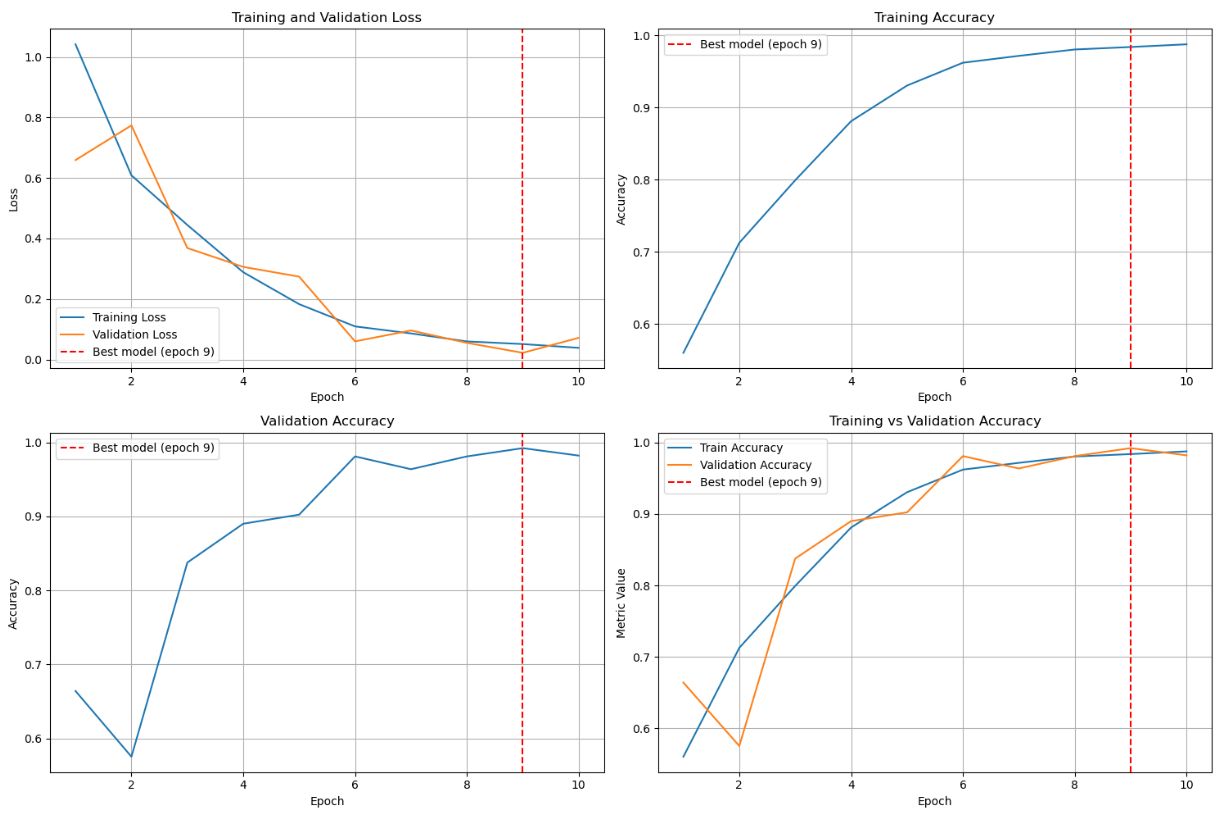 Training and Validation Loss
1.0
0.8
0.6
0.4
0.2
0.0
Loss
Training Loss
Validation Loss
Best model (epoch 9)
2
4
6
8
10
Epoch
Training Accuracy
1.0
0.9
0.8
0.7
0.6
Accuracy
Best model (epoch 9)
2
4
6
8
10
Epoch
Validation Accuracy
1.0
0.9
0.8
0.7
0.6
Accuracy
Best model (epoch 9)
2
4
6
8
10
Epoch
Training vs Validation Accuracy
1.0
0.9
0.8
0.7
0.6
Metric Value
Train Accuracy
Validation Accuracy
Best model (epoch 9)
2
4
6
8
10
Epoch